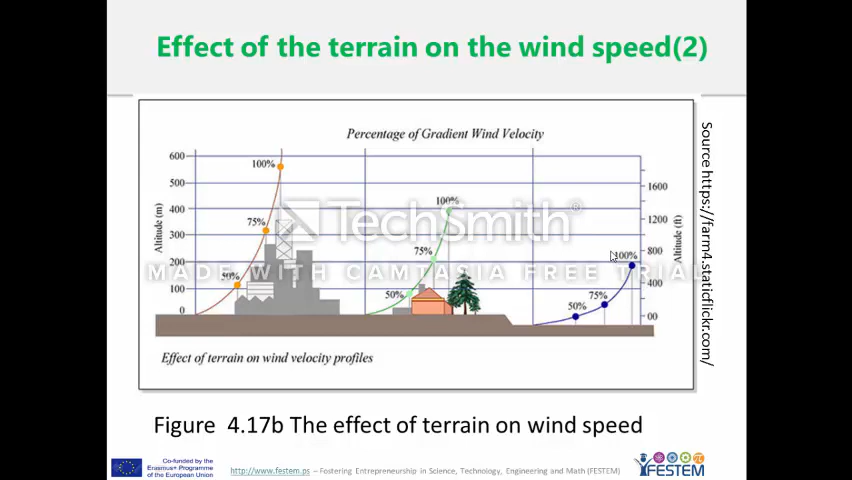 Effect of the terrain on the wind speed(2)
Percentage of Gradient Wind Velocity
600
500
400
300
200
100
0
Altitude (m)
100%
75%
50%
100%
75%
50%
100%
75%
50%
1600
1200
800
400
00
Altitude (ft)
TechSmith®
MADE WITH CAMTASIA FREE TRIAL
Effect of terrain on wind velocity profiles
Source https://farm4.staticflickr.com/
Figure 4.17b The effect of terrain on wind speed
Co-funded by the
Erasmus+ Programme
of the European Union
http://www.festem.ps – Fostering Entrepreneurship in Science, Technology, Engineering and Math (FESTEM)
FESTEM